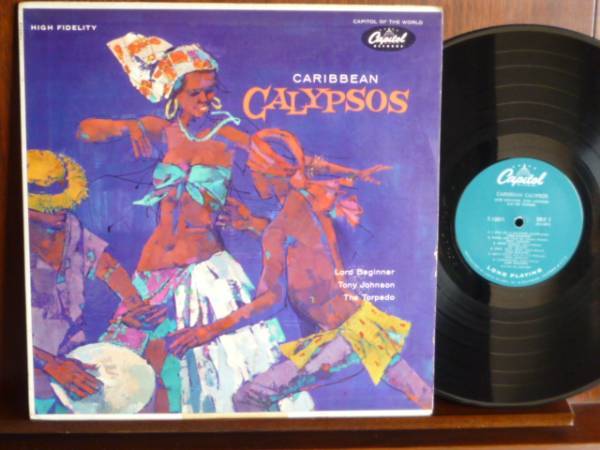 HIGH FIDELITY
CAPITOL OF THE WORLD
Capitol
RECORDS
CARIBBEAN
CALYPSOS
Lord Beginner
Tony Johnson
The Torpedo
Capitol
CARIBBEAN CALYPSOS
LONG PLAYING